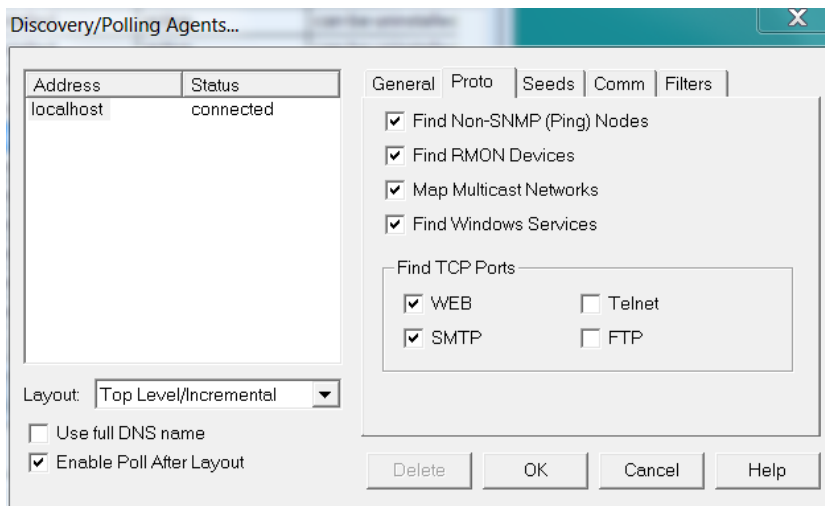 Discovery/Polling Agents...
Address Status
localhost connected
General Proto Seeds Comm Filters
Find Non-SNMP (Ping) Nodes
Find RMON Devices
Map Multicast Networks
Find Windows Services
Find TCP Ports
WEB Telnet
SMTP FTP
Layout: Top Level/Incremental
Use full DNS name
Enable Poll After Layout
Delete OK Cancel Help